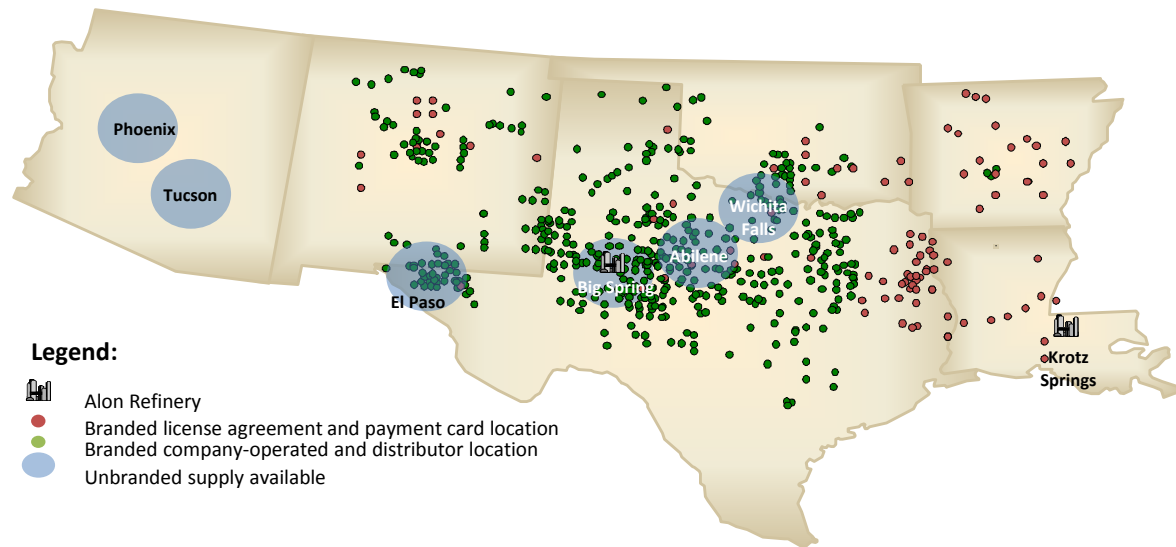 Phoenix
Tucson
El Paso
Big Spring
Abilene
Wichita
Falls
Krotz
Springs
Legend:
Alon Refinery
Branded license agreement and payment card location
Branded company-operated and distributor location
Unbranded supply available